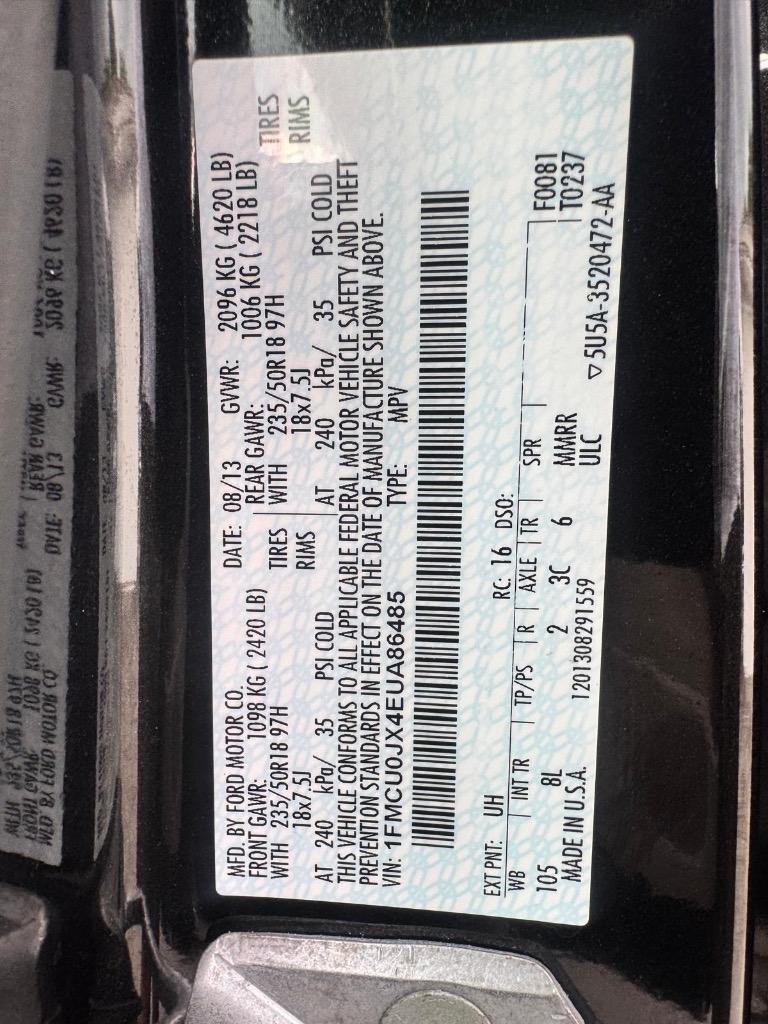 MFD. BY FORD MOTOR CO. DATE: 08/13 GVWR: 2096 KG ( 4620 LB)
FRONT GAWR: 1098 KG ( 2420 LB) REAR GAWR: 1006 KG ( 2218 LB)
WITH 235/50R18 97H TIRES WITH 235/50R18 97H TIRES
18x7.5J RIMS 18x7.5J RIMS
AT 240 kPa/ 35 PSI COLD AT 240 kPa/ 35 PSI COLD
THIS VEHICLE CONFORMS TO ALL APPLICABLE FEDERAL MOTOR VEHICLE SAFETY AND THEFT
PREVENTION STANDARDS IN EFFECT ON THE DATE OF MANUFACTURE SHOWN ABOVE.
VIN: 1FMCU0JX4EUA86485 TYPE: MPV
EXT PNT: UH RC: 16 DSO:
WB INT TR TP/PS R AXLE TR SPR F0081
105 8L 2 3C 6 MMRR T0237
MADE IN U.S.A. 1201308291559 ULC
▽5U5A-3520472-AA